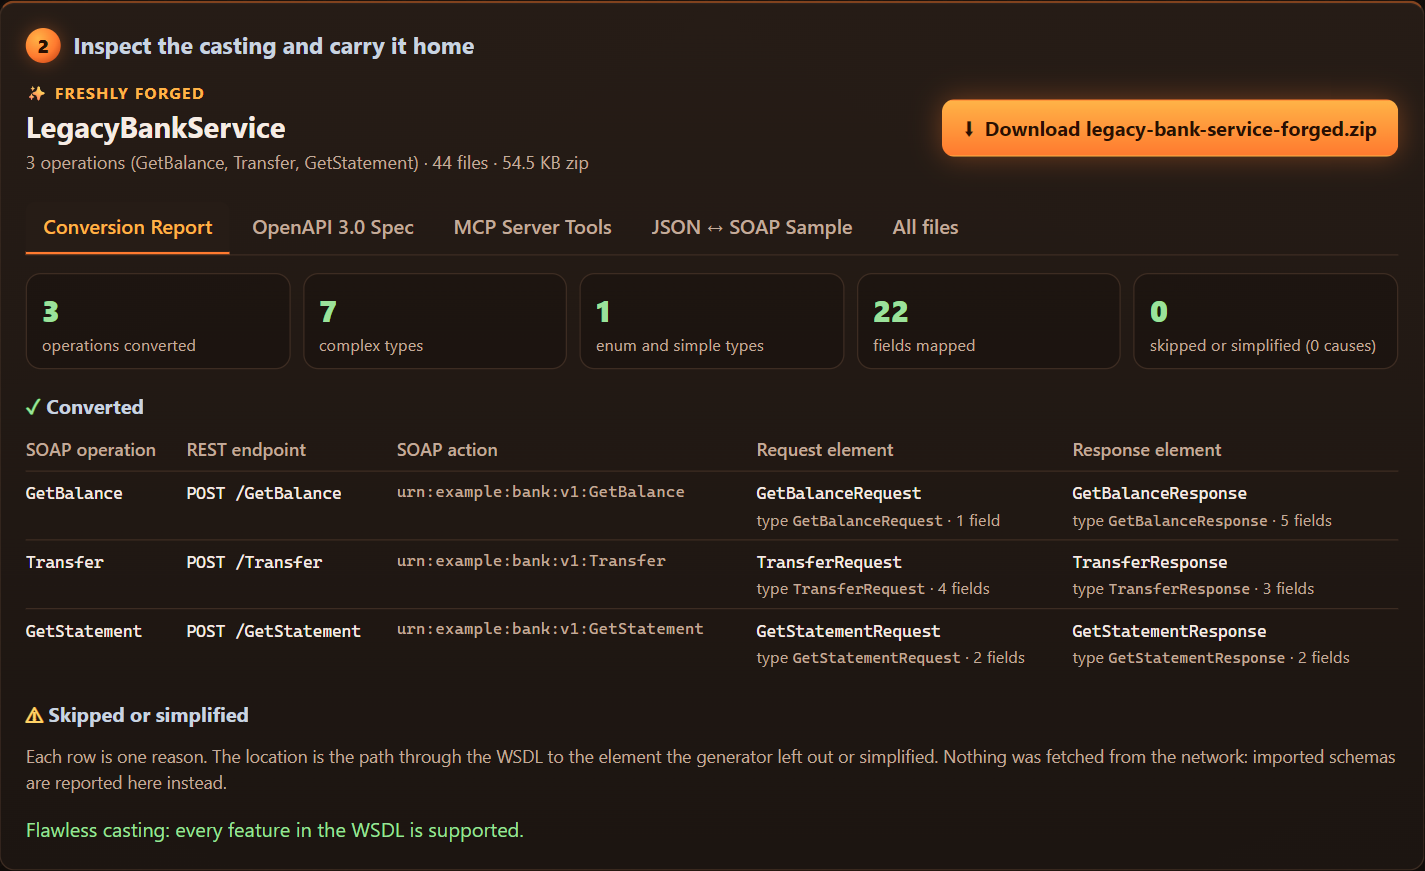 2 Inspect the casting and carry it home
✨ FRESHLY FORGED
LegacyBankService
3 operations (GetBalance, Transfer, GetStatement) · 44 files · 54.5 KB zip
⬇ Download legacy-bank-service-forged.zip
Conversion Report OpenAPI 3.0 Spec MCP Server Tools JSON ↔ SOAP Sample All files
3
operations converted
7
complex types
1
enum and simple types
22
fields mapped
0
skipped or simplified (0 causes)
✓ Converted
SOAP operation REST endpoint SOAP action Request element Response element
GetBalance POST /GetBalance urn:example:bank:v1:GetBalance GetBalanceRequest GetBalanceResponse
type GetBalanceRequest · 1 field type GetBalanceResponse · 5 fields
Transfer POST /Transfer urn:example:bank:v1:Transfer TransferRequest TransferResponse
type TransferRequest · 4 fields type TransferResponse · 3 fields
GetStatement POST /GetStatement urn:example:bank:v1:GetStatement GetStatementRequest GetStatementResponse
type GetStatementRequest · 2 fields type GetStatementResponse · 2 fields
⚠ Skipped or simplified
Each row is one reason. The location is the path through the WSDL to the element the generator left out or simplified. Nothing was fetched from the network: imported schemas
are reported here instead.
Flawless casting: every feature in the WSDL is supported.